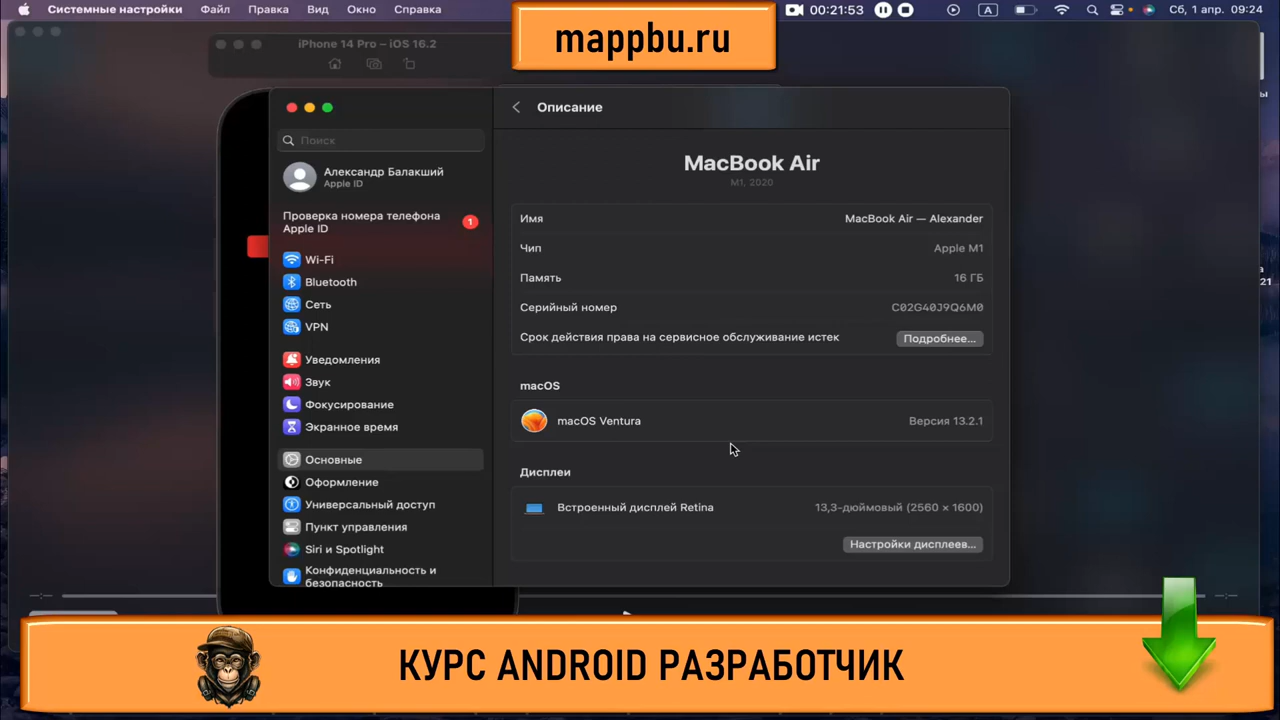 Системные настройки Файл Правка Вид Окно Справка
00:21:53
A
Сб, 1 апр. 09:24
mappbu.ru
iPhone 14 Pro – iOS 16.2
Описание
Поиск
Александр Балакший
Apple ID
Проверка номера телефона
Apple ID
1
Wi-Fi
Bluetooth
Сеть
VPN
Уведомления
Звук
Фокусирование
Экранное время
Основные
Оформление
Универсальный доступ
Пункт управления
Siri и Spotlight
Конфиденциальность и
безопасность
MacBook Air
M1, 2020
Имя MacBook Air — Alexander
Чип Apple M1
Память 16 ГБ
Серийный номер C02G40J9Q6M0
Срок действия права на сервисное обслуживание истек Подробнее...
macOS
macOS Ventura Версия 13.2.1
Дисплеи
Встроенный дисплей Retina 13,3-дюймовый (2560 × 1600)
Настройки дисплеев...
КУРС ANDROID РАЗРАБОТЧИК